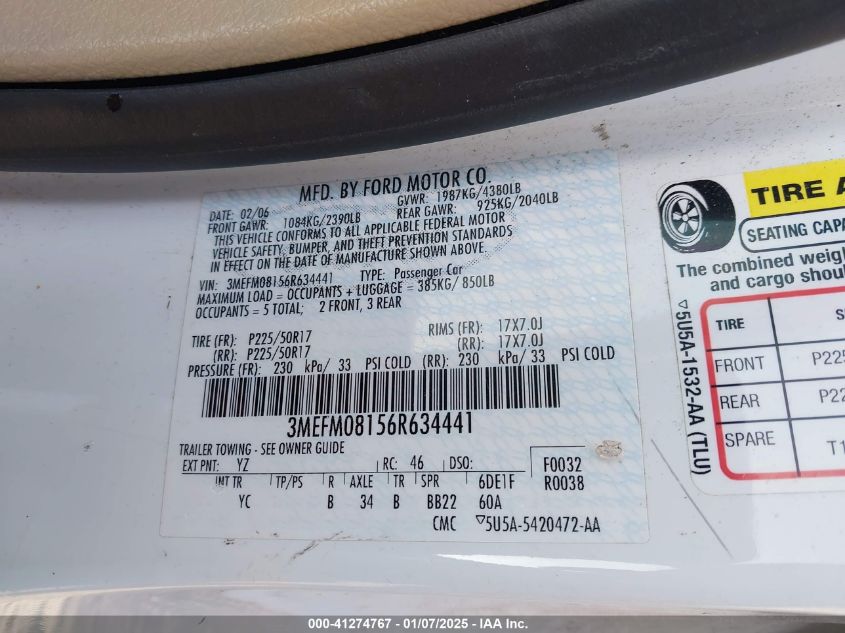 MFD. BY FORD MOTOR CO.
DATE: 02/06 GVWR: 1987KG/4380LB
FRONT GAWR: 1084KG/2390LB REAR GAWR: 925KG/2040LB
THIS VEHICLE CONFORMS TO ALL APPLICABLE FEDERAL MOTOR
VEHICLE SAFETY, BUMPER, AND THEFT PREVENTION STANDARDS
IN EFFECT ON THE DATE OF MANUFACTURE SHOWN ABOVE.
VIN: 3MEFM08156R634441 TYPE: Passenger Car
MAXIMUM LOAD = OCCUPANTS + LUGGAGE = 385KG/ 850LB
OCCUPANTS = 5 TOTAL; 2 FRONT, 3 REAR
TIRE (FR): P225/50R17 RIMS (FR): 17X7.0J
(RR): P225/50R17 (RR): 17X7.0J
PRESSURE (FR): 230 kPa/ 33 PSI COLD (RR): 230 kPa/ 33 PSI COLD
3MEFM08156R634441
TRAILER TOWING - SEE OWNER GUIDE
EXT PNT: YZ RC: 46 DSO: F0032
INT TR TP/PS R AXLE TR SPR 6DE1F R0038
YC B 34 B BB22 60A
CMC ▽5U5A-5420472-AA
TIRE A
SEATING CAPA
The combined weigh
and cargo shou
▽5U5A-1532-AA (TLU)
TIRE S
FRONT P225
REAR P22
SPARE T1
000-41274767 - 01/07/2025 - IAA Inc.